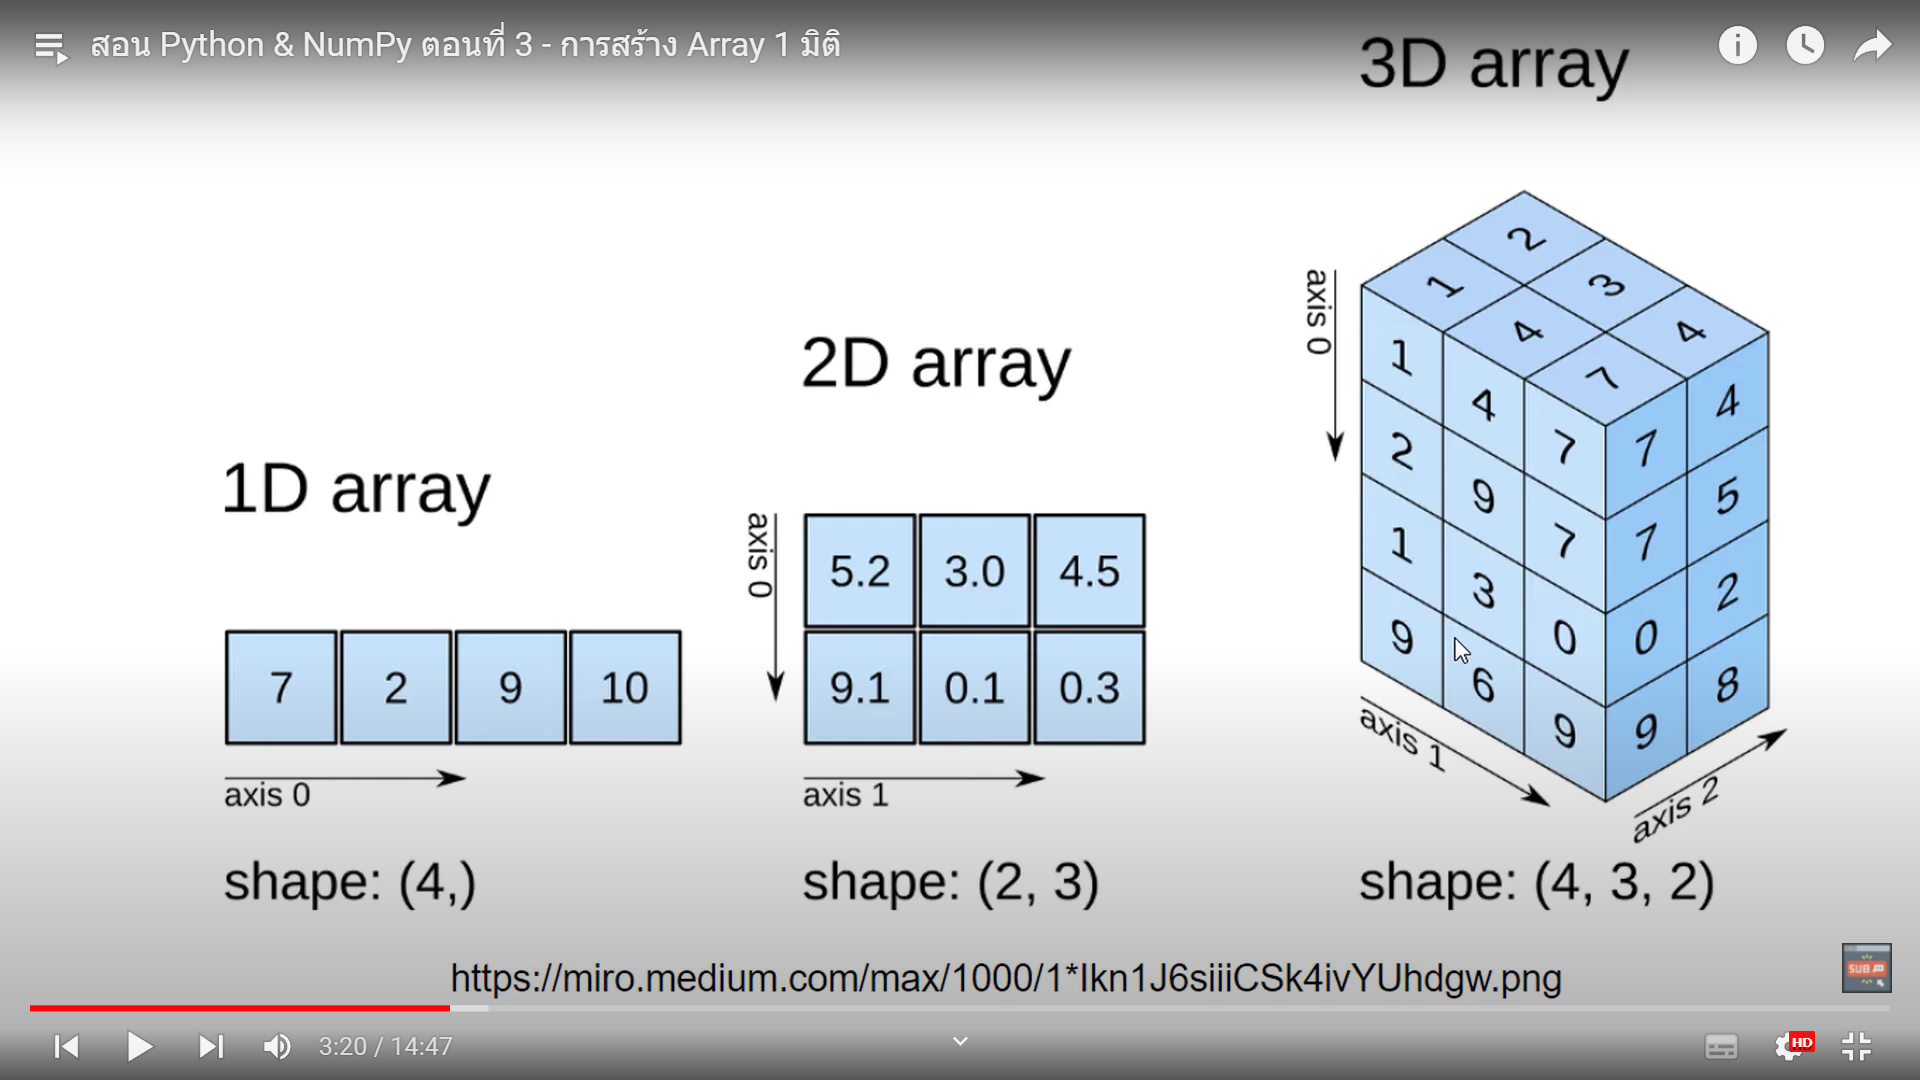 สอน Python & NumPy ตอนที่ 3 - การสร้าง Array 1 มิติ
3D array
2D array
1D array
7 2 9 10
axis 0
shape: (4,)
axis 0
5.2 3.0 4.5
9.1 0.1 0.3
axis 1
shape: (2, 3)
axis 0
2
1 3
4 4
7
1 4 7 7 4
2 9 7 7 5
1 3 0 0 2
9 6 9 9 8
axis 1
axis 2
shape: (4, 3, 2)
https://miro.medium.com/max/1000/1*Ikn1J6siiiCSk4ivYUhdgw.png
SUB
3:20 / 14:47
HD